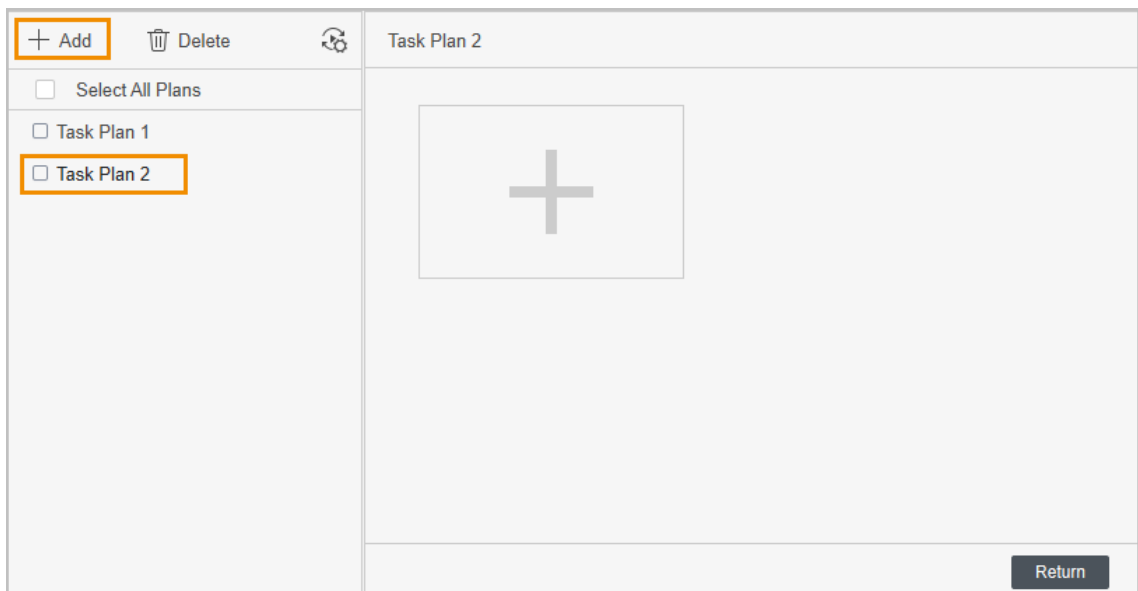 Add Delete
Select All Plans
Task Plan 1
Task Plan 2
Task Plan 2
Return